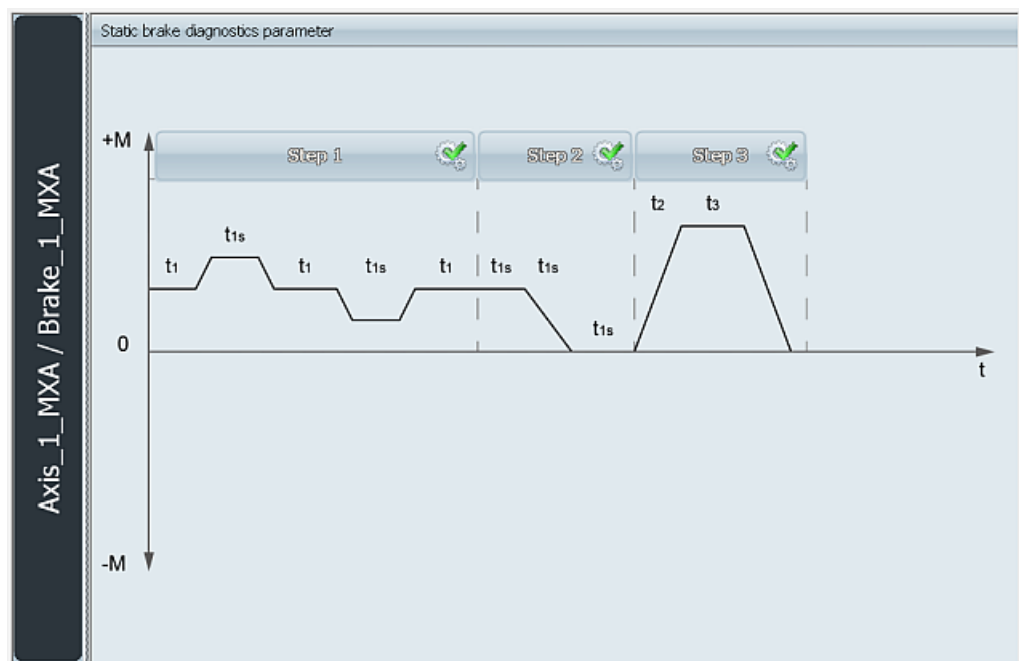 Static brake diagnostics parameter
Axis_1_MXA / Brake_1_MXA
+M
Step 1
Step 2
Step 3
t2 t3
t1s
t1 t1 t1s t1 t1s t1s
t1s
0
t
-M